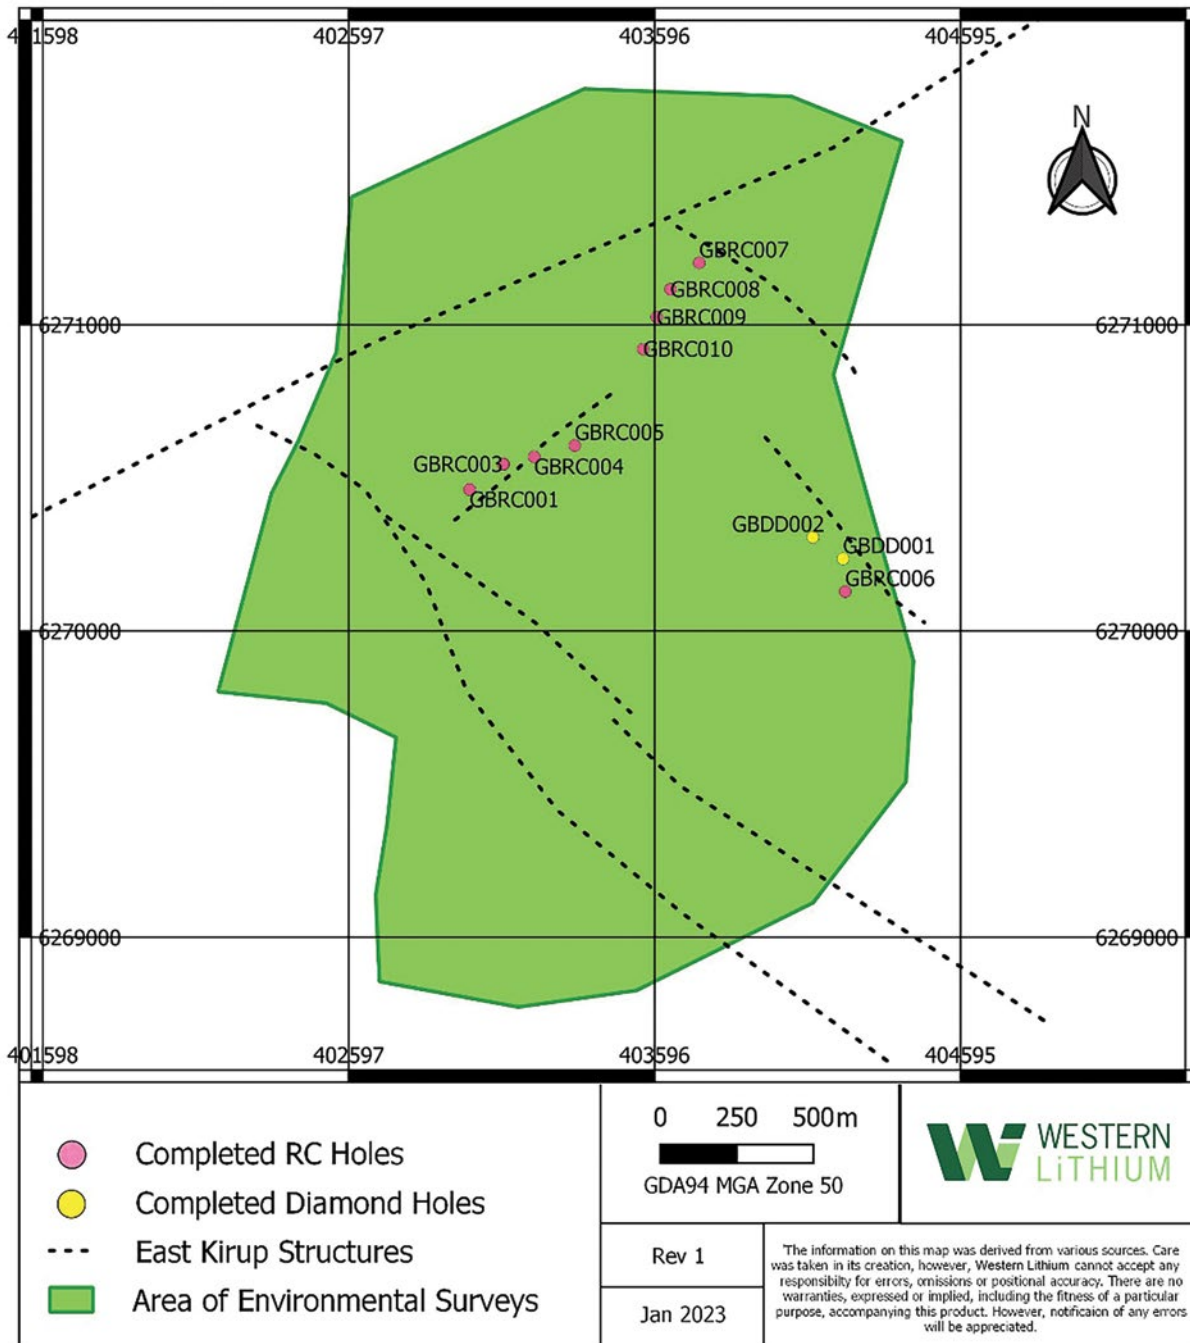 401598 402597 403596 404595
N
GBRC007
GBRC008
GBRC009
6271000 6271000
GBRC010
GBRC005
GBRC003 GBRC004
GBRC001
GBDD002
GBDD001
GBRC006
6270000 6270000
6269000 6269000
401598 402597 403596 404595
Completed RC Holes
Completed Diamond Holes
East Kirup Structures
Area of Environmental Surveys
0 250 500m
GDA94 MGA Zone 50
Rev 1
Jan 2023
WESTERN
LiTHIUM
'The information on this map was derived from various sources. Care
was taken in its creation, however, Western Lithium cannot accept any
responsibilty for errors, omissions or positional accuracy. There are no
warranties, expressed or implied, including the fitness of a particular
purpose, accompanying this product. However, notificaion of any errors
will be appreciated.